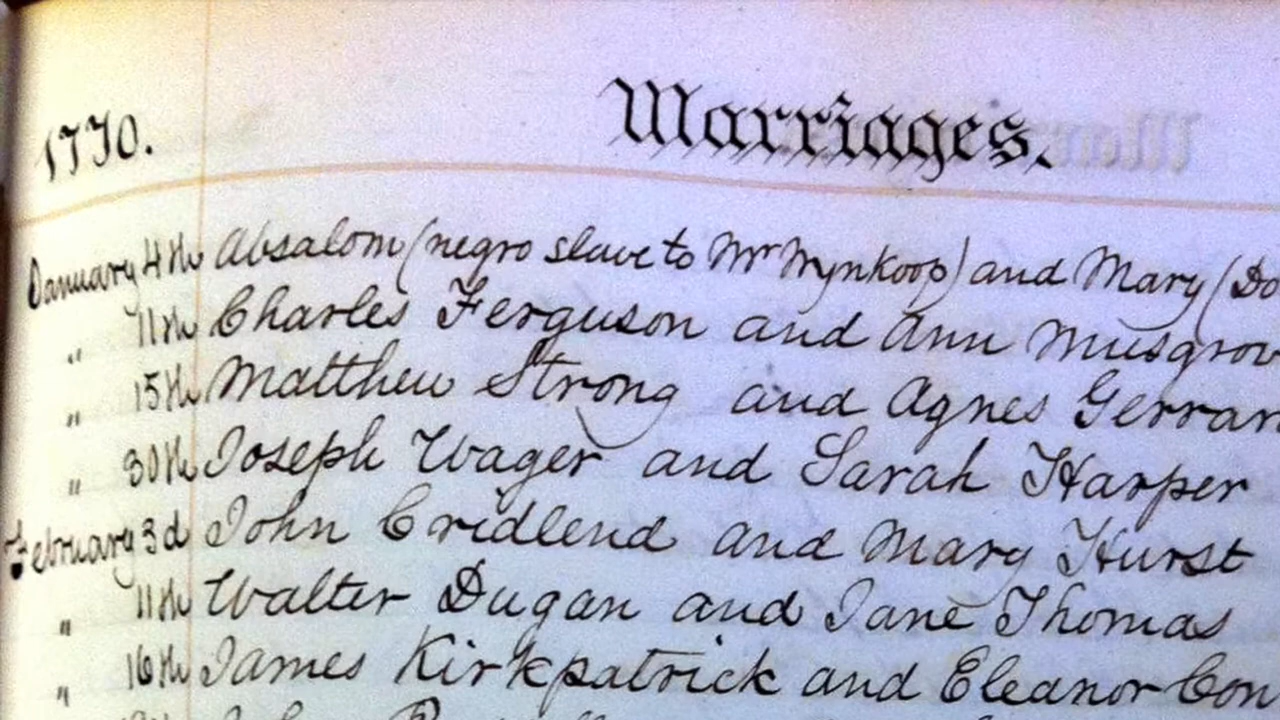 1770. Marriages.
January 4th Absalom (negro slave to Mr Wynkoop) and Mary (Do
" 11th Charles Ferguson and Ann Musgrov
" 15th Matthew Strong and Agnes Gerran
" 30th Joseph Wager and Sarah Harper
February 3d John Cridlend and Mary Hurst
" 11th Walter Dugan and Jane Thomas
" 16th James Kirkpatrick and Eleanor Con